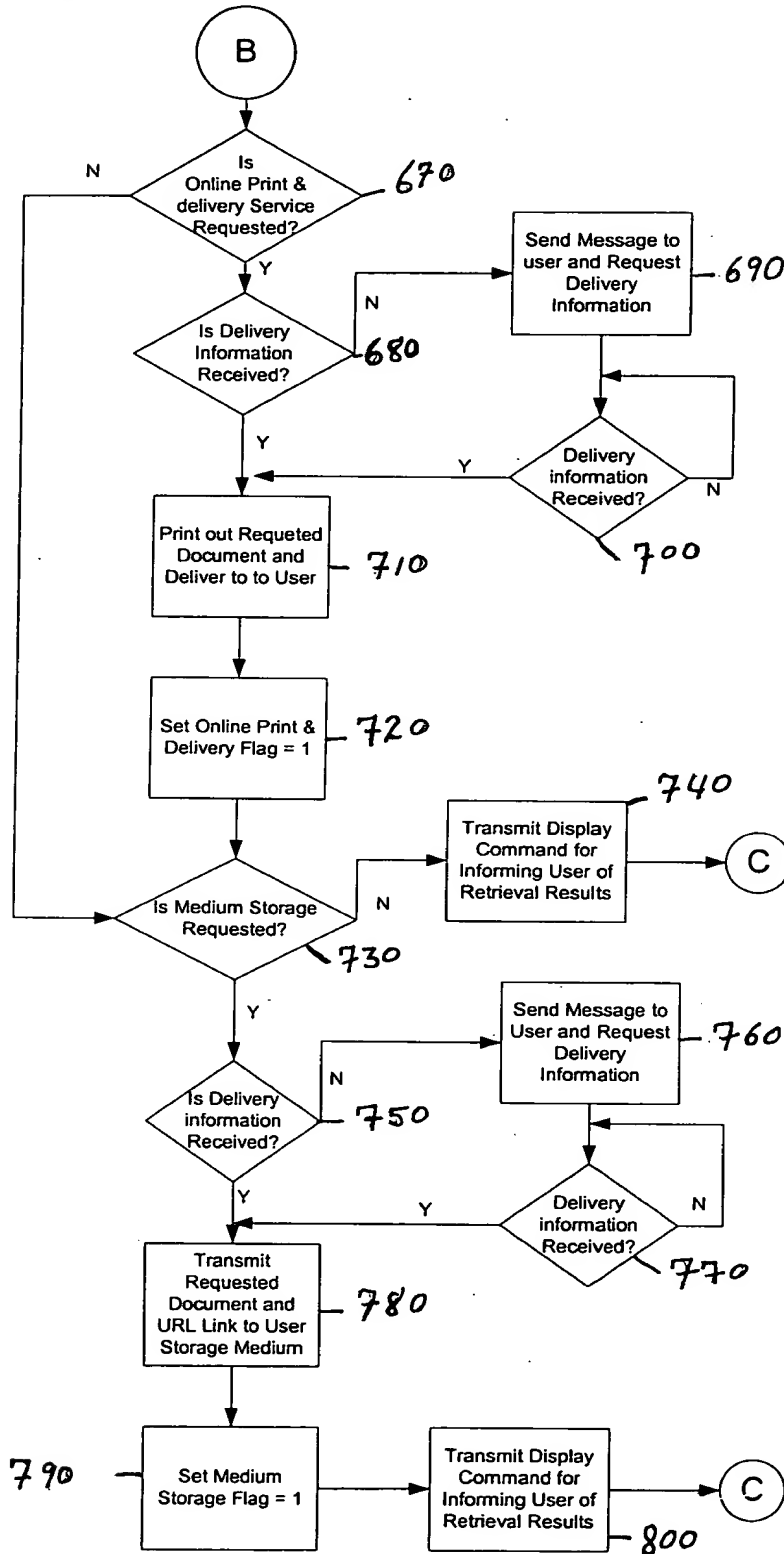 B
Is
Online Print &
delivery Service
Requested?
N
Y
670
Is Delivery
Information
Received?
N
Y
680
Send Message to
user and Request
Delivery
Information
690
Delivery
information
Received?
Y
N
700
Print out Requeted
Document and
Deliver to to User
710
Set Online Print &
Delivery Flag = 1
720
Is Medium Storage
Requested?
N
Y
730
740
Transmit Display
Command for
Informing User of
Retrieval Results
C
Is Delivery
information
Received?
N
Y
750
Send Message to
User and Request
Delivery
Information
760
Delivery
information
Received?
Y
N
770
Transmit
Requested
Document and
URL Link to User
Storage Medium
780
790
Set Medium
Storage Flag = 1
Transmit Display
Command for
Informing User of
Retrieval Results
800
C